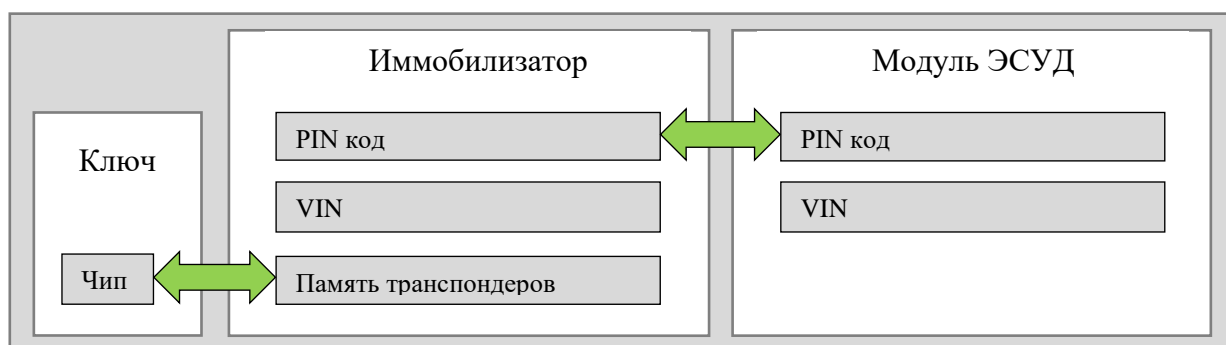 Иммобилизатор
Модуль ЭСУД
Ключ
PIN код
PIN код
VIN
VIN
Чип
Память транспондеров